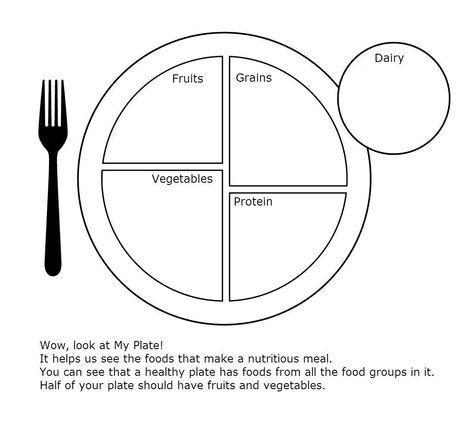 Dairy
Fruits
Grains
Vegetables
Protein
Wow, look at My Plate!
It helps us see the foods that make a nutritious meal.
You can see that a healthy plate has foods from all the food groups in it.
Half of your plate should have fruits and vegetables.